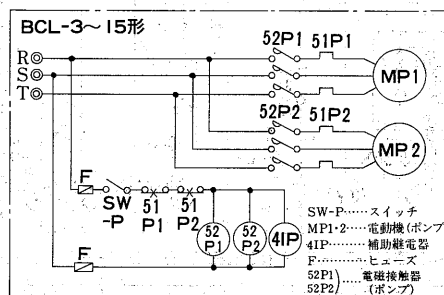 BCL-3～15形
R
S
T
52P1 51P1
MP1
52P2 51P2
MP2
F
SW
-P
51
P1
51
P2
52
P1
52
P2
4IP
F
SW-P……スイッチ
MP1・2……電動機(ポンプ)
4IP………補助継電器
F…………ヒューズ
52P1
52P2)…電磁接触器
(ポンプ)